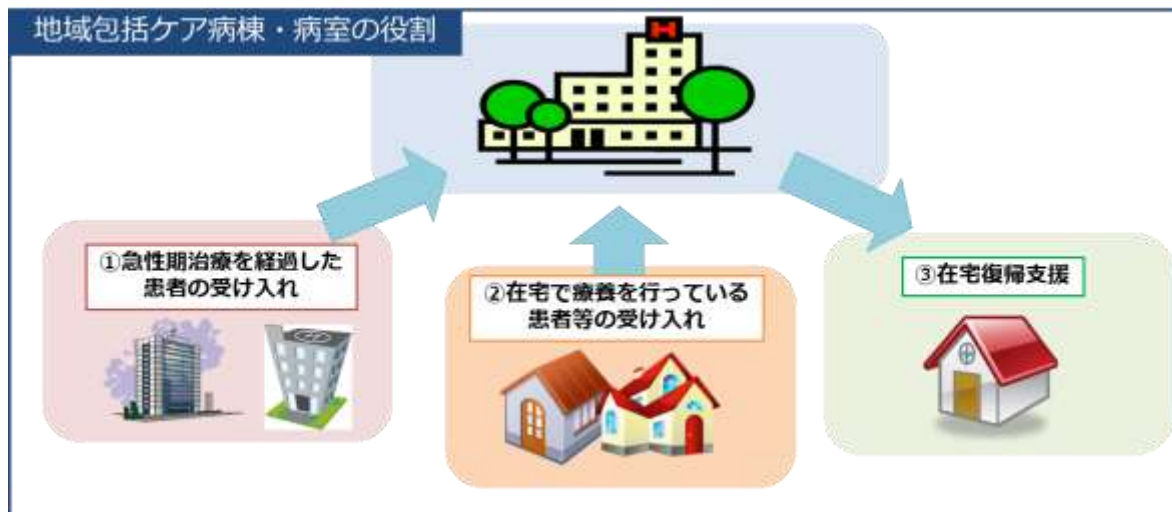 地域包括ケア病棟・病室の役割
H
①急性期治療を経過した
患者の受け入れ
②在宅で療養を行っている
患者等の受け入れ
③在宅復帰支援